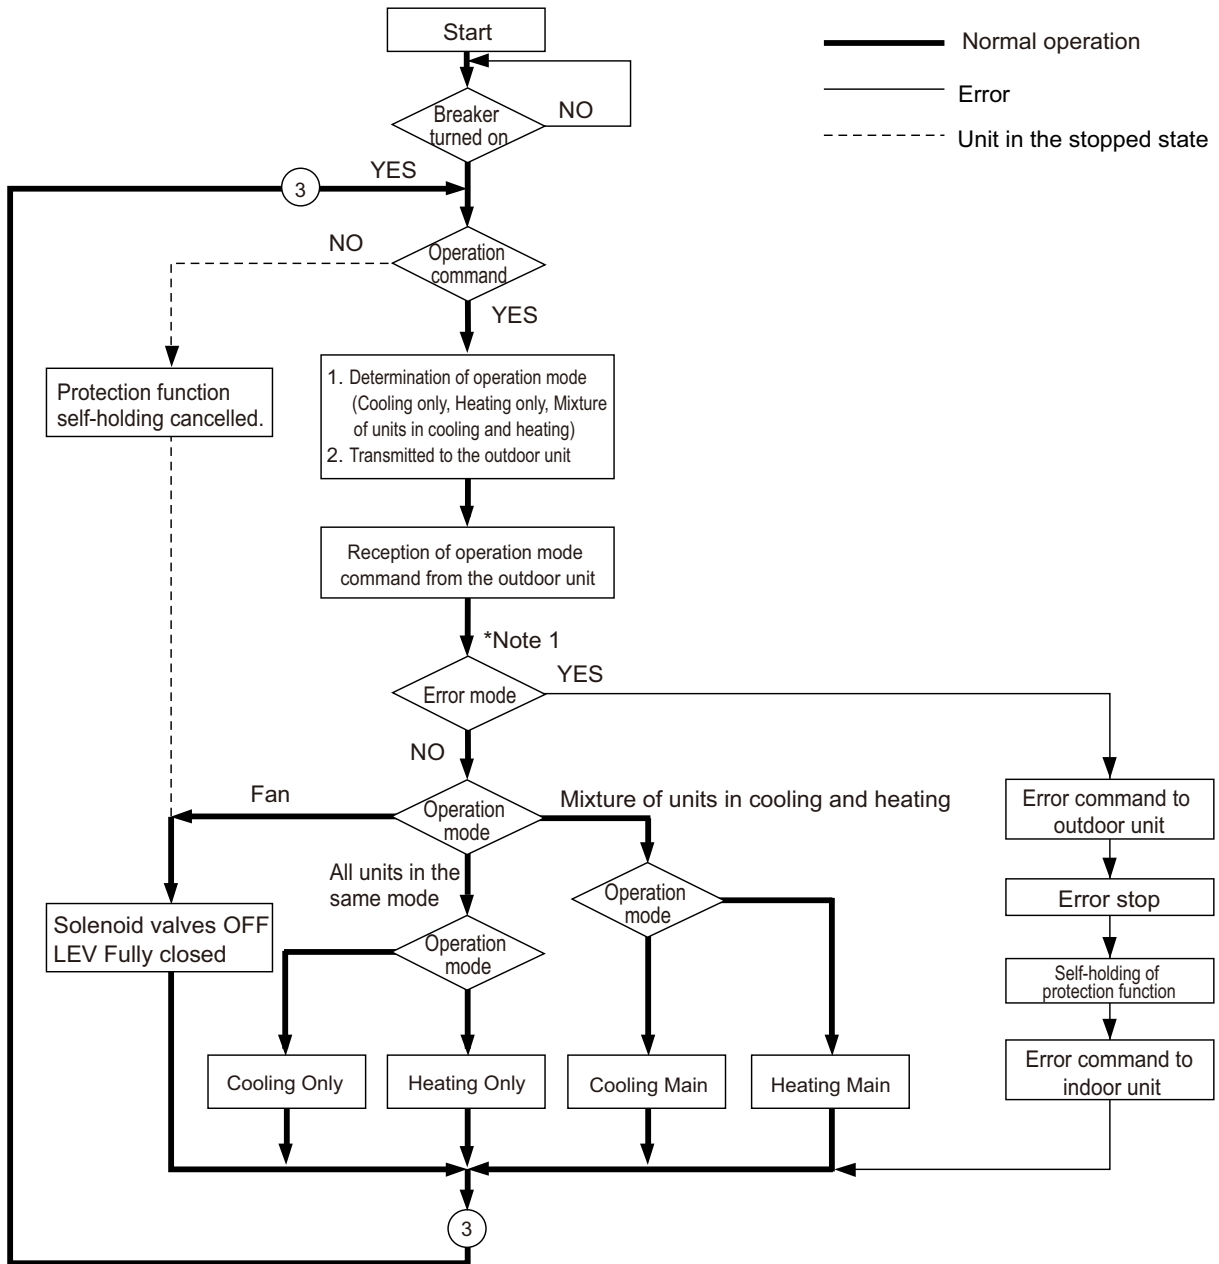 Start
Normal operation
Error
Unit in the stopped state
Breaker
turned on
NO
YES
3
NO
Operation
command
YES
1. Determination of operation mode
(Cooling only, Heating only, Mixture
of units in cooling and heating)
2. Transmitted to the outdoor unit
Protection function
self-holding cancelled.
Reception of operation mode
command from the outdoor unit
*Note 1
Error mode
YES
NO
Fan
Operation
mode
Mixture of units in cooling and heating
Error command to
outdoor unit
All units in the
same mode
Operation
mode
Error stop
Solenoid valves OFF
LEV Fully closed
Operation
mode
Self-holding of
protection function
Cooling Only
Heating Only
Cooling Main
Heating Main
Error command to
indoor unit
3